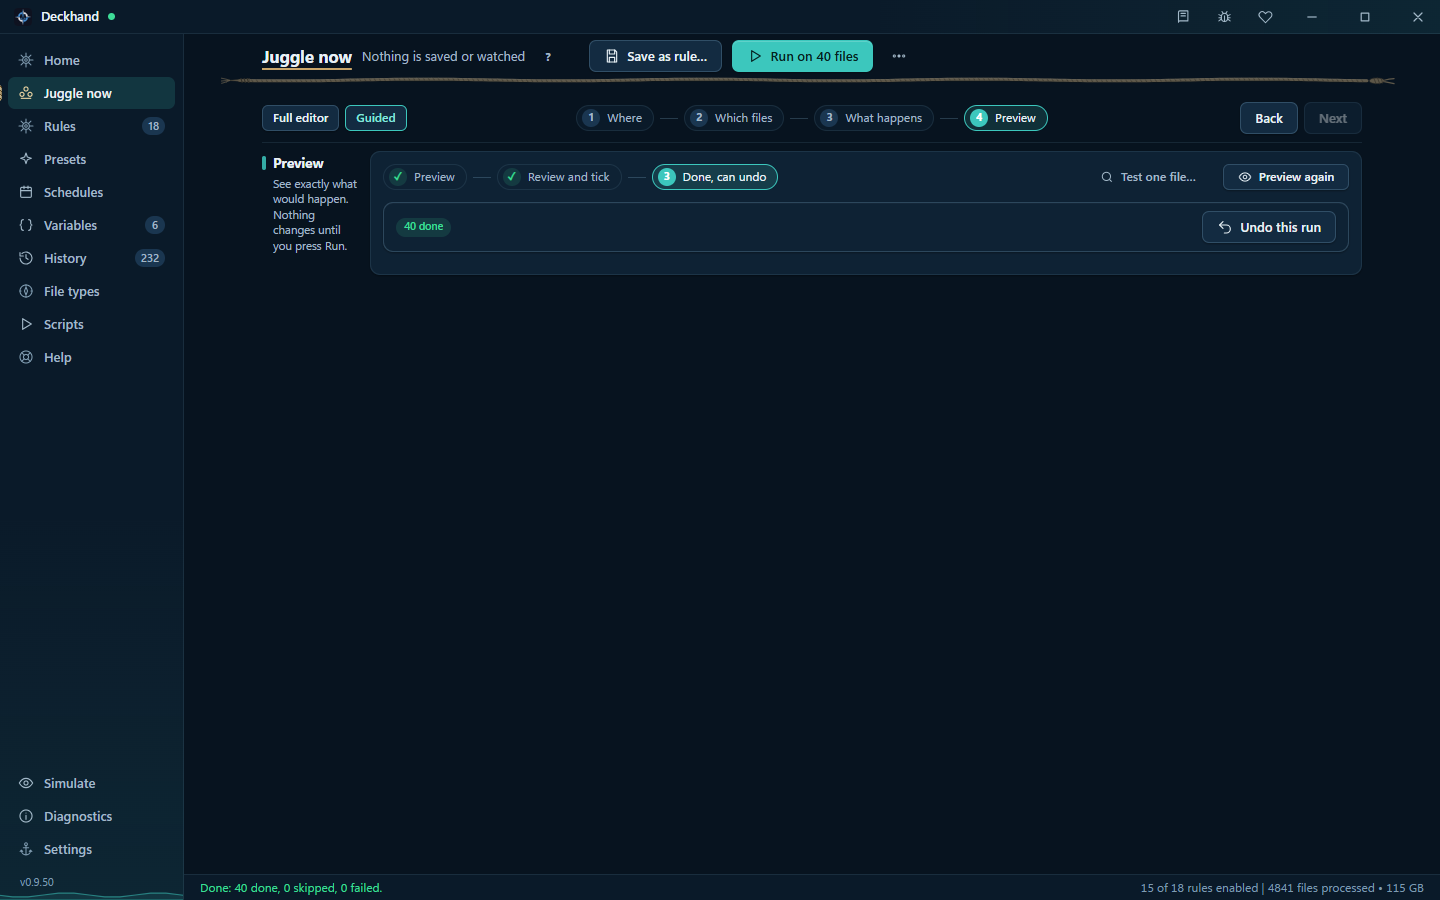 Deckhand
Home
Juggle now
Rules 18
Presets
Schedules
Variables 6
History 232
File types
Scripts
Help
Simulate
Diagnostics
Settings
v0.9.50
Juggle now Nothing is saved or watched ? Save as rule... Run on 40 files
Full editor Guided 1 Where 2 Which files 3 What happens 4 Preview Back Next
Preview
See exactly what
would happen.
Nothing
changes until
you press Run.
Preview Review and tick 3 Done, can undo Test one file... Preview again
40 done Undo this run
Done: 40 done, 0 skipped, 0 failed. 15 of 18 rules enabled | 4841 files processed • 115 GB